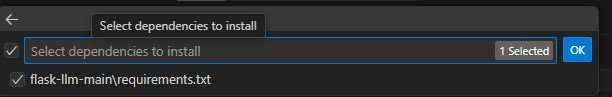 Select dependencies to install
Select dependencies to install 1 Selected OK
flask-llm-main\requirements.txt